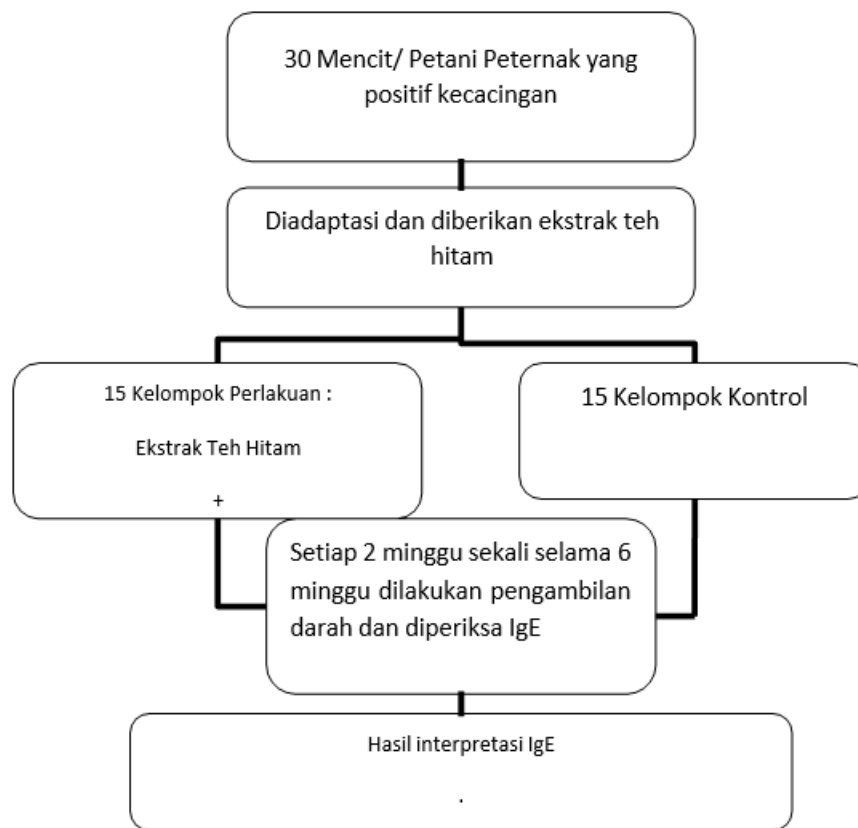 30 Mencit/ Petani Peternak yang
positif kecacingan
Diadaptasi dan diberikan ekstrak teh
hitam
15 Kelompok Perlakuan :
Ekstrak Teh Hitam
+
15 Kelompok Kontrol
Setiap 2 minggu sekali selama 6
minggu dilakukan pengambilan
darah dan diperiksa IgE
Hasil interpretasi IgE
.